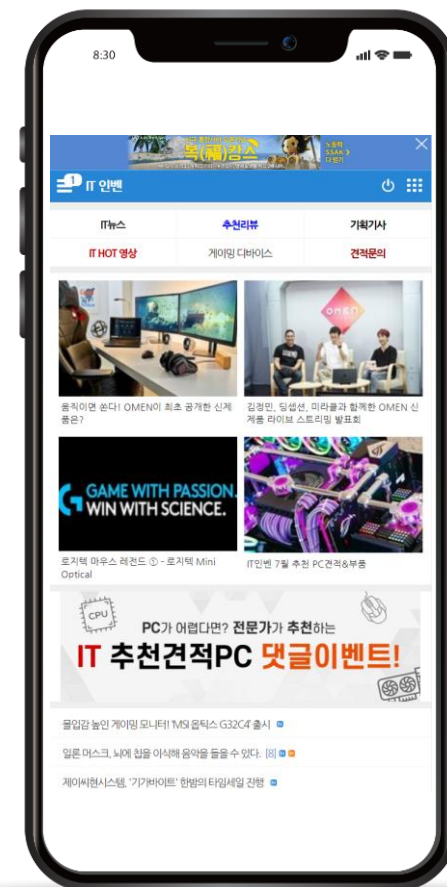 8:30
복(福)캉스
SSAK
1
IT 인벤
IT뉴스
추천리뷰
기획기사
IT HOT 영상
게이밍 디바이스
견적문의
OMEN
움직이면 쏜다! OMEN이 최초 공개한 신제
품은?
김정민, 딩셉션, 미라클과 함께한 OMEN 신
제품 라이브 스트리밍 발표회
GAME WITH PASSION.
WIN WITH SCIENCE.
로지텍 마우스 레전드 ① - 로지텍 Mini
Optical
IT인벤 7월 추천 PC견적&부품
CPU
PC가 어렵다면? 전문가가 추천하는
IT 추천견적PC 댓글이벤트!
몰입감 높인 게이밍 모니터! 'MSI 옵틱스 G32C4' 출시
일론 머스크, 뇌에 칩을 이식해 음악을 들을 수 있다. [8]
제이씨현시스템, '기가바이트' 한밤의 타임세일 진행